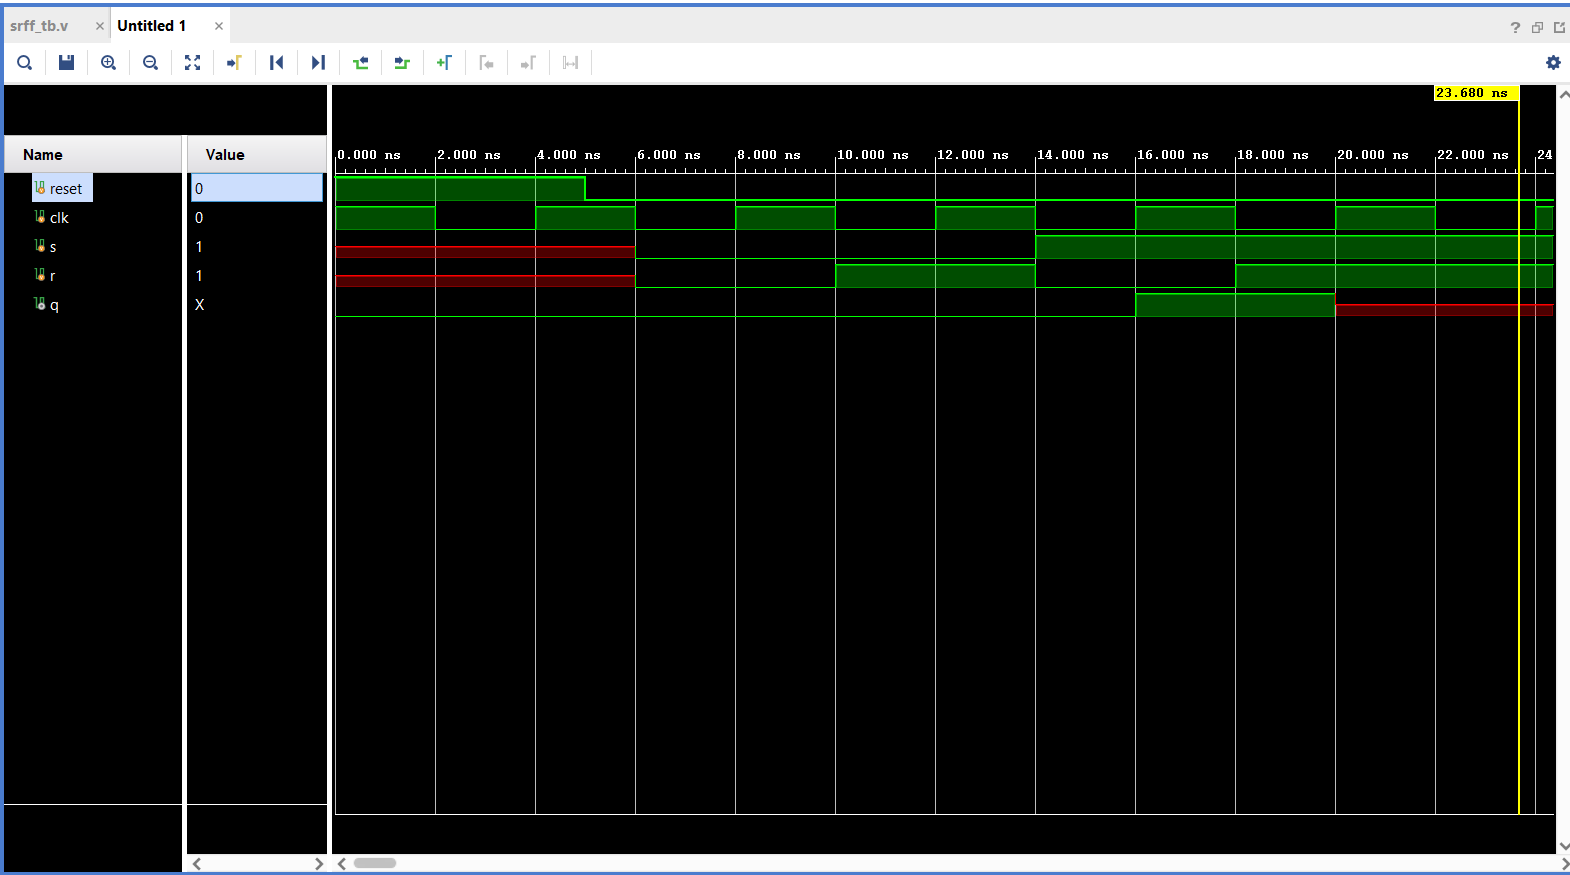 srff_tb.v × Untitled 1 ×
?
23.680 ns
Name Value
0.000 ns 2.000 ns 4.000 ns 6.000 ns 8.000 ns 10.000 ns 12.000 ns 14.000 ns 16.000 ns 18.000 ns 20.000 ns 22.000 ns 24
reset 0
clk 0
s 1
r 1
q X